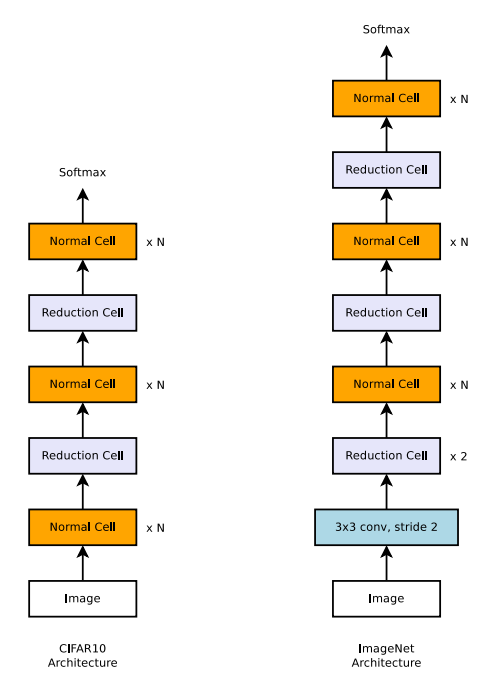 Softmax
Normal Cell x N
Reduction Cell
Normal Cell x N
Reduction Cell
Normal Cell x N
Image
CIFAR10
Architecture
Softmax
Normal Cell x N
Reduction Cell
Normal Cell x N
Reduction Cell
Normal Cell x N
Reduction Cell x 2
3x3 conv, stride 2
Image
ImageNet
Architecture